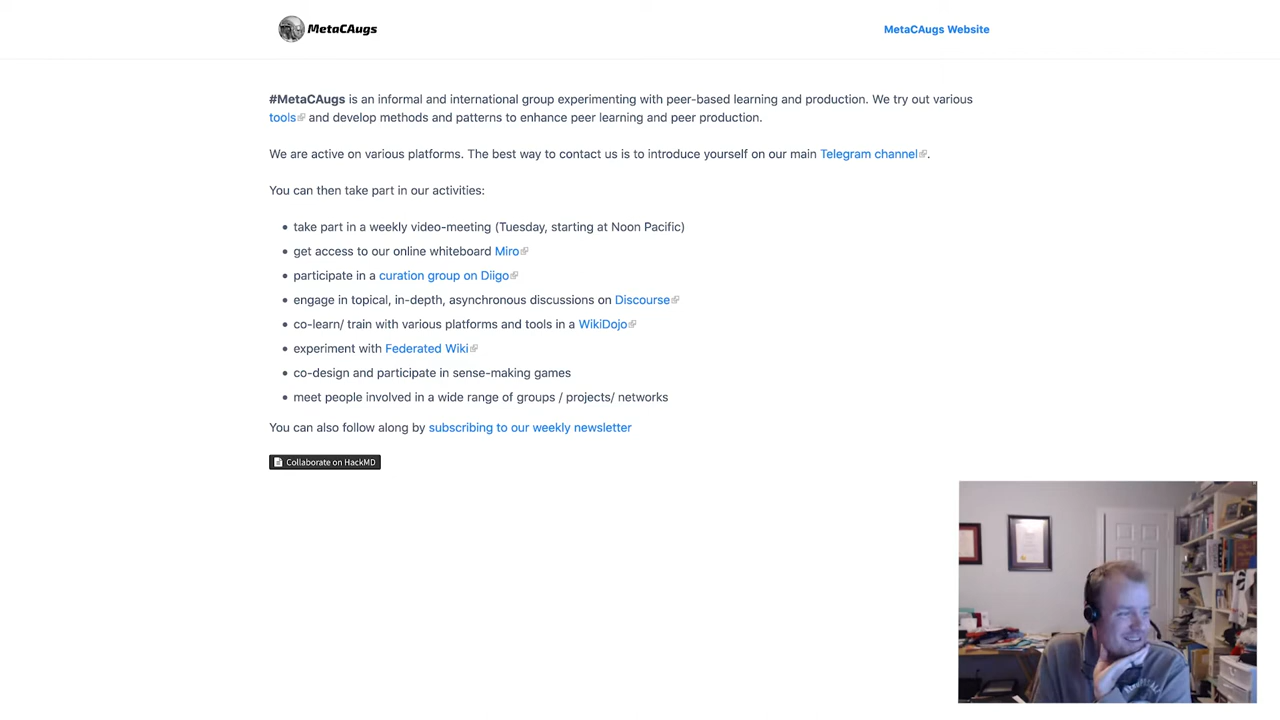 MetaCAugs
MetaCAugs Website
#MetaCAugs is an informal and international group experimenting with peer-based learning and production. We try out various
tools and develop methods and patterns to enhance peer learning and peer production.
We are active on various platforms. The best way to contact us is to introduce yourself on our main Telegram channel.
You can then take part in our activities:
• take part in a weekly video-meeting (Tuesday, starting at Noon Pacific)
• get access to our online whiteboard Miro
• participate in a curation group on Diigo
• engage in topical, in-depth, asynchronous discussions on Discourse
• co-learn/ train with various platforms and tools in a WikiDojo
• experiment with Federated Wiki
• co-design and participate in sense-making games
• meet people involved in a wide range of groups / projects/ networks
You can also follow along by subscribing to our weekly newsletter
Collaborate on HackMD